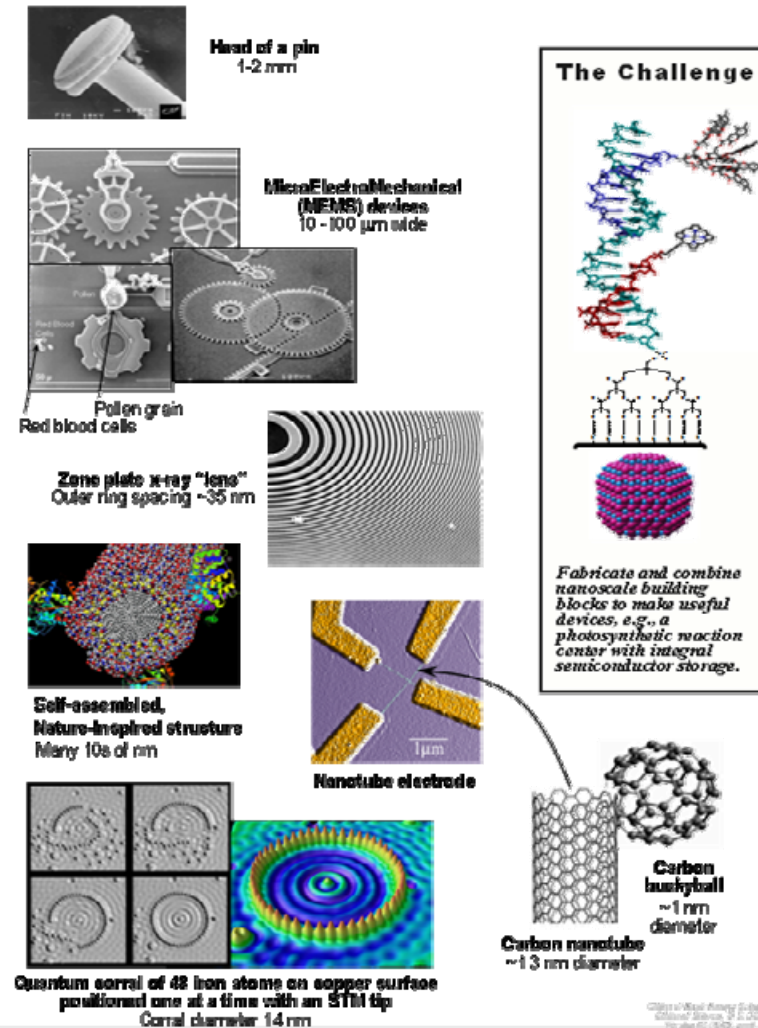 Head of a pin
1-2 mm
The Challenge
MicroElectroMechanical
(MEMS) devices
10 -100 µm wide
Pollen
Red Blood
Cells
Pollen grain
Red blood cells
Zone plate x-ray "lens"
Outer ring spacing ~35 nm
Fabricate and combine
nanoscale building
blocks to make useful
devices, e.g., a
photosynthetic reaction
center with integral
semiconductor storage.
Self-assembled,
Nature-inspired structure
Many 10s of nm
1µm
Nanotube electrode
Carbon
buckyball
~1 nm
diameter
Carbon nanotube
~1.3 nm diameter
Quantum corral of 48 iron atoms on copper surface
positioned one at a time with an STM tip
Corral diameter 14 nm